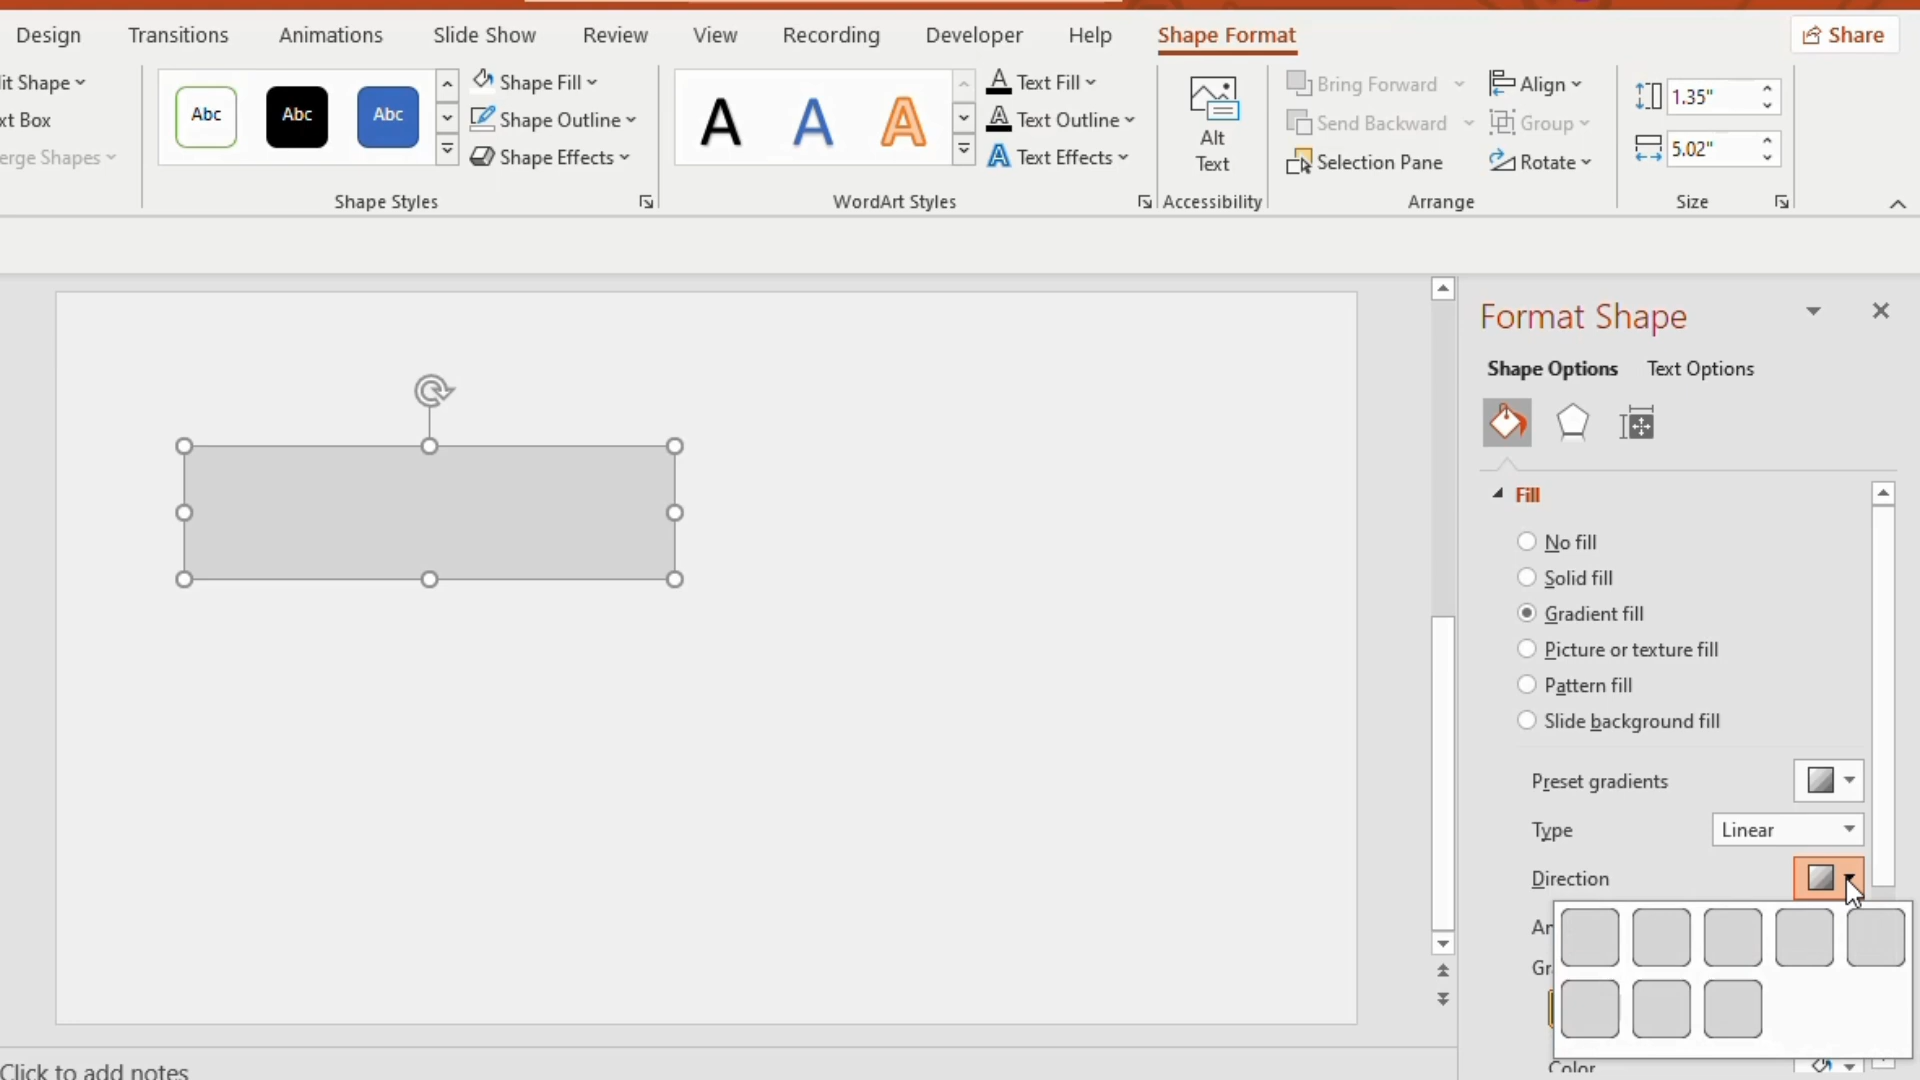 Design Transitions Animations Slide Show Review View Recording Developer Help Shape Format Share
it Shape
xt Box
erge Shapes
Abc Abc Abc
Shape Fill
Shape Outline
Shape Effects
Shape Styles
A A A
Text Fill
Text Outline
Text Effects
WordArt Styles
Alt
Text
Accessibility
Bring Forward
Send Backward
Selection Pane
Align
Group
Rotate
Arrange
1.35"
5.02"
Size
Format Shape
Shape Options Text Options
Fill
No fill
Solid fill
Gradient fill
Picture or texture fill
Pattern fill
Slide background fill
Preset gradients
Type Linear
Direction
An
Gr
Color
Click to add notes